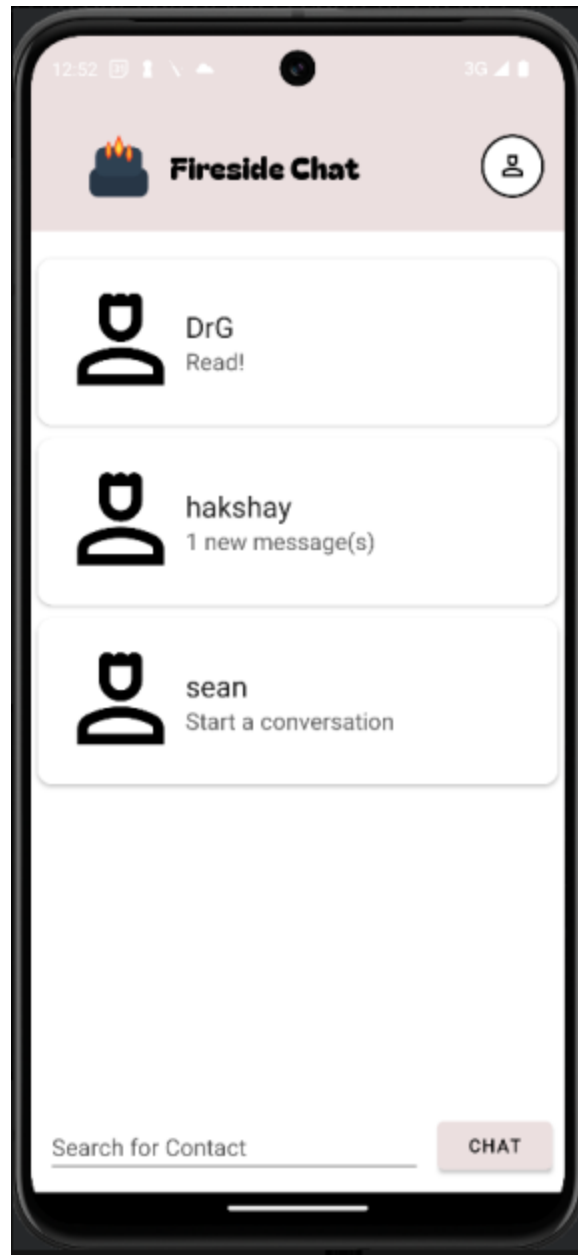 12:52
3G
Fireside Chat
DrG
Read!
hakshay
1 new message(s)
sean
Start a conversation
Search for Contact
CHAT